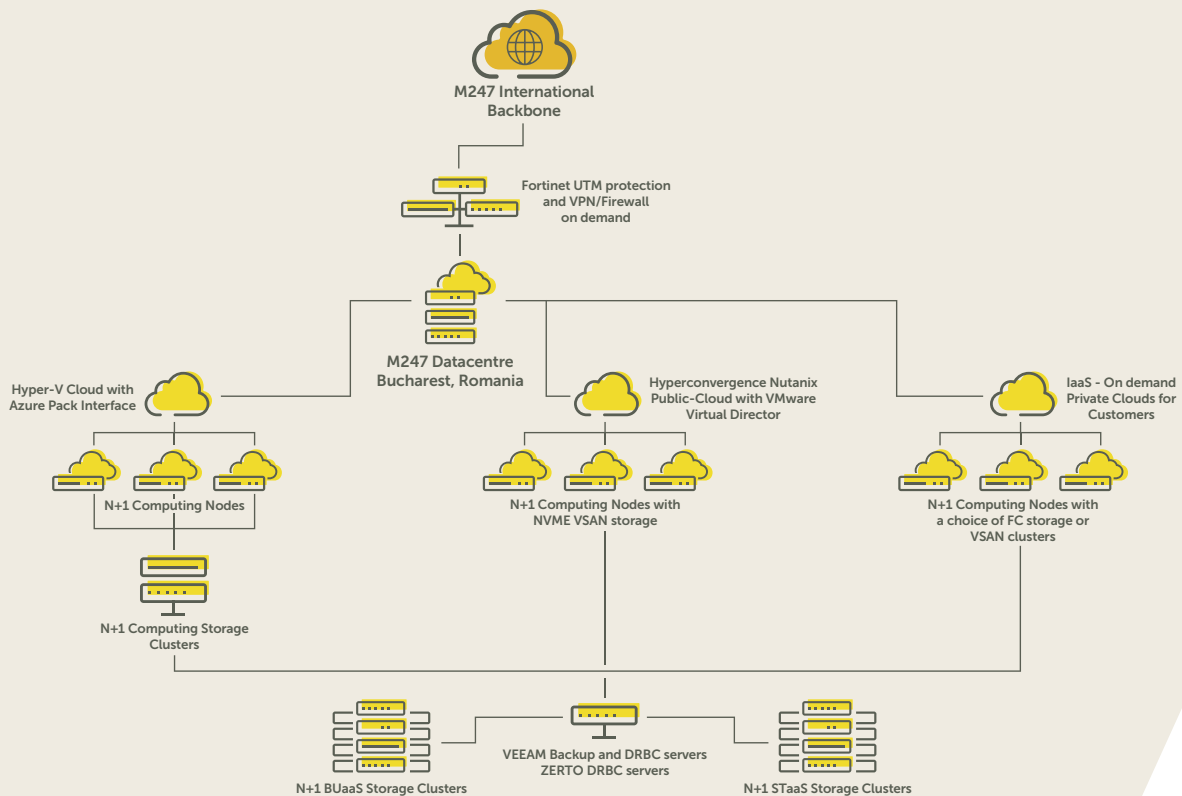 M247 International
Backbone
Fortinet UTM protection
and VPN/Firewall
on demand
M247 Datacentre
Bucharest, Romania
Hyper-V Cloud with
Azure Pack Interface
Hyperconvergence Nutanix
Public-Cloud with VMware
Virtual Director
IaaS - On demand
Private Clouds for
Customers
N+1 Computing Nodes
N+1 Computing Nodes with
NVME VSAN storage
N+1 Computing Nodes with
a choice of FC storage or
VSAN clusters
N+1 Computing Storage
Clusters
VEEAM Backup and DRBC servers
ZERTO DRBC servers
N+1 BUaaS Storage Clusters
N+1 STaaS Storage Clusters